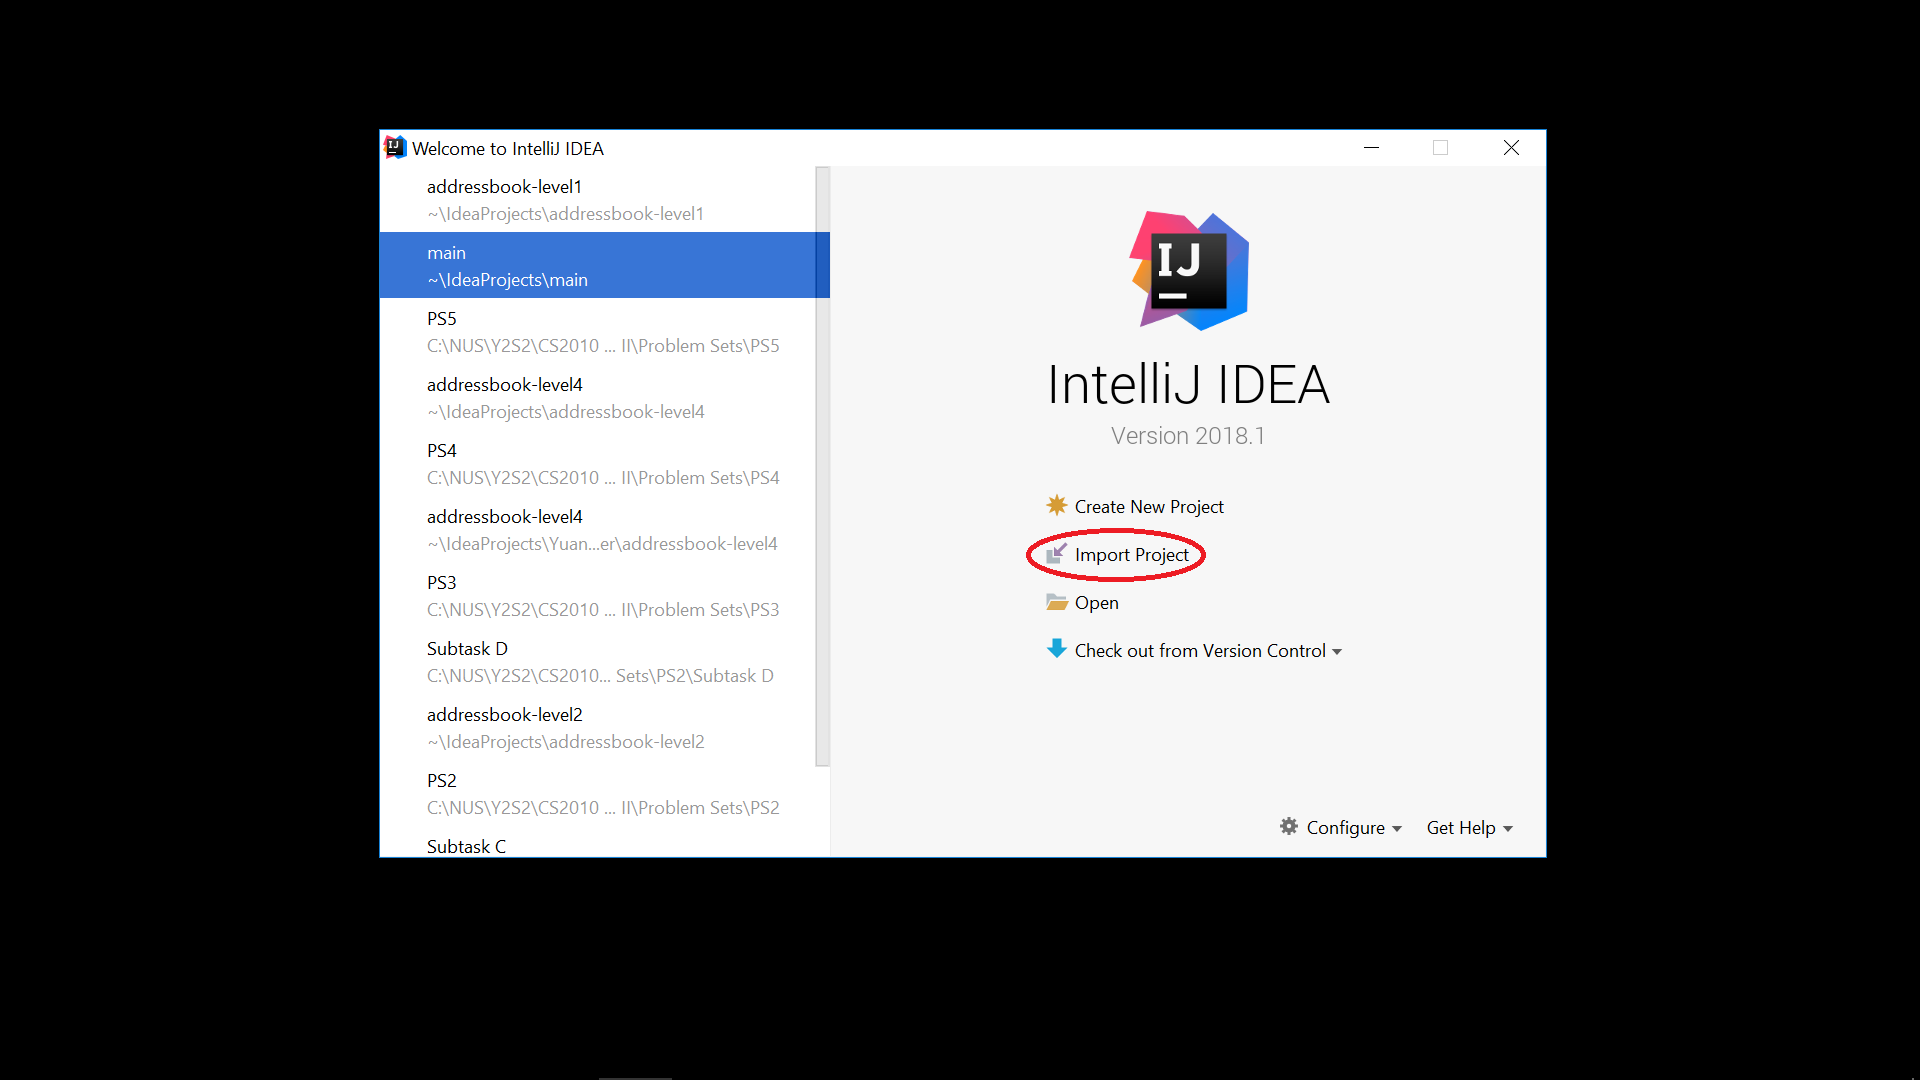 Welcome to IntelliJ IDEA
addressbook-level1
~\IdeaProjects\addressbook-level1
main
~\IdeaProjects\main
PS5
C:\NUS\Y2S2\CS2010 ... II\Problem Sets\PS5
addressbook-level4
~\IdeaProjects\addressbook-level4
PS4
C:\NUS\Y2S2\CS2010 ... II\Problem Sets\PS4
addressbook-level4
~\IdeaProjects\Yuan...er\addressbook-level4
PS3
C:\NUS\Y2S2\CS2010 ... II\Problem Sets\PS3
Subtask D
C:\NUS\Y2S2\CS2010... Sets\PS2\Subtask D
addressbook-level2
~\IdeaProjects\addressbook-level2
PS2
C:\NUS\Y2S2\CS2010 ... II\Problem Sets\PS2
Subtask C
IJ
IntelliJ IDEA
Version 2018.1
Create New Project
Import Project
Open
Check out from Version Control
Configure
Get Help